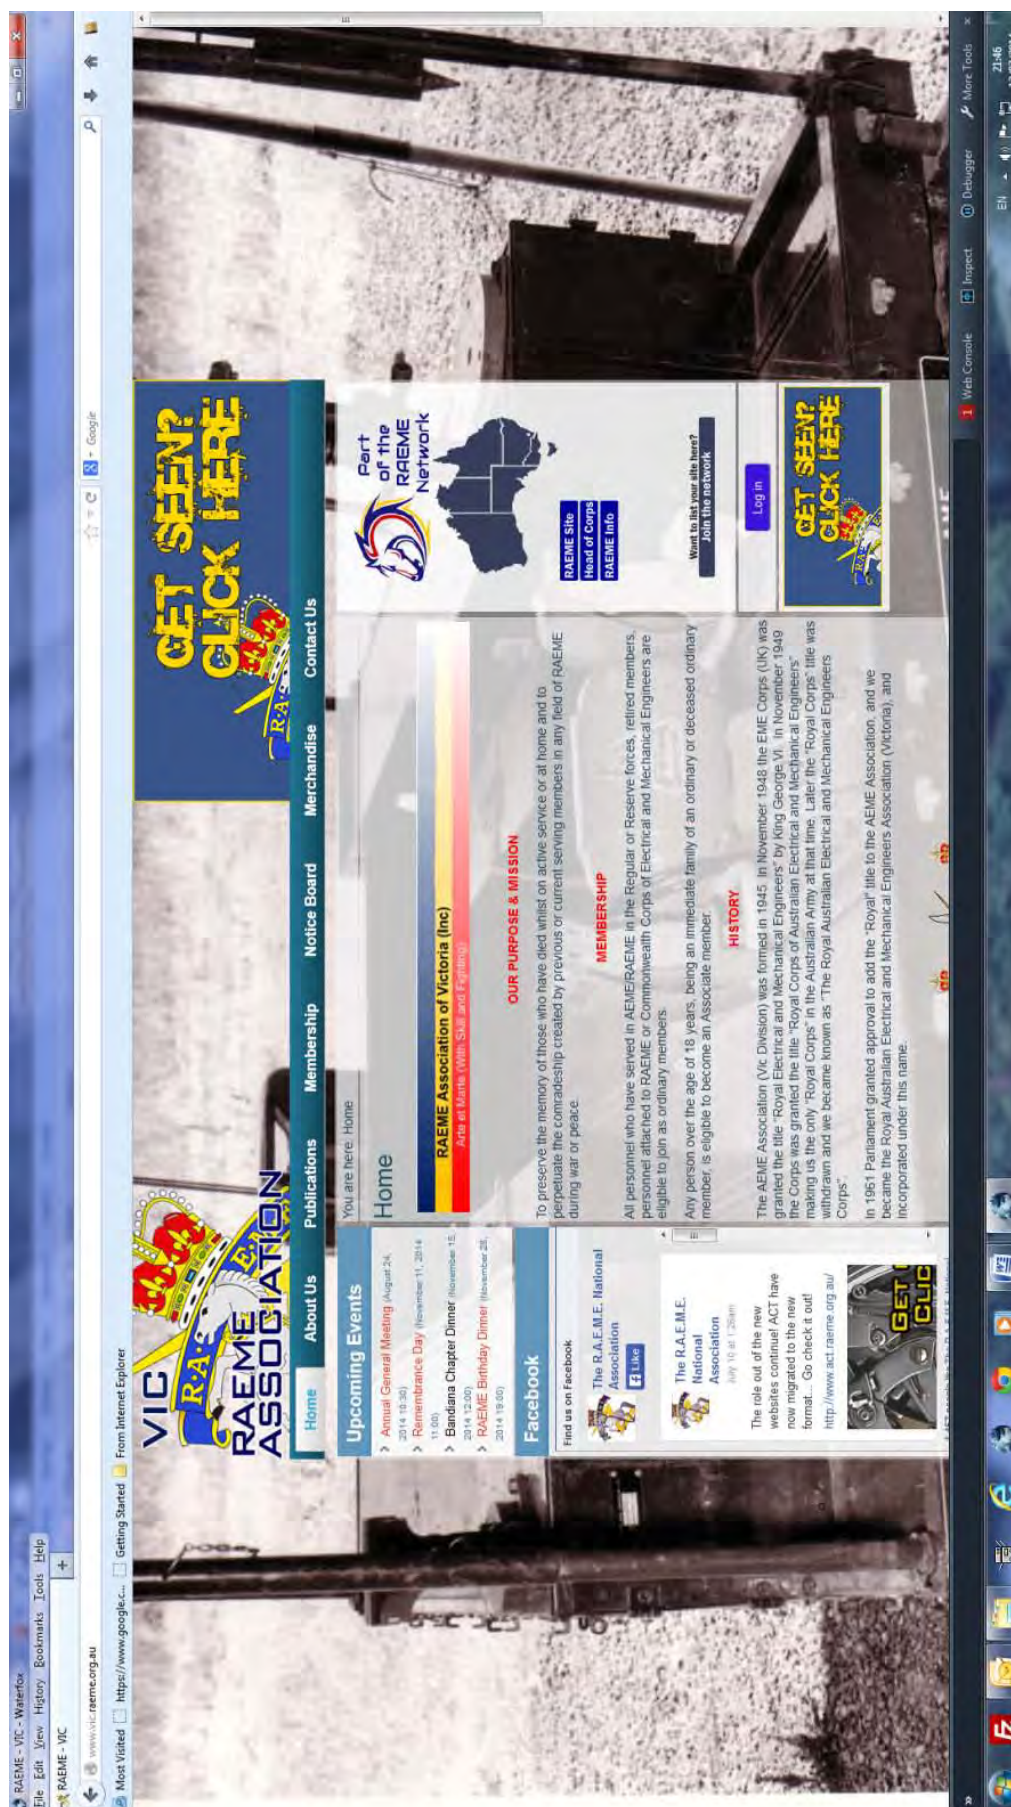 RAEME - VIC - Waterfox
File Edit View History Bookmarks Tools Help
RAEME - VIC
www.vic.raeme.org.au
Google
Most Visited https://www.google.c... Getting Started From Internet Explorer
VIC
R·A·E
E.
RAEME
ASSOCIATION
GET SEEN?
CLICK HERE
R·A·E
Home About Us Publications Membership Notice Board Merchandise Contact Us
Upcoming Events
Annual General Meeting (August 24,
2014 10:30)
Remembrance Day (November 11, 2014
11:00)
Bandiana Chapter Dinner (November 15,
2014 12:00)
RAEME Birthday Dinner (November 28,
2014 19:00)
Facebook
Find us on Facebook
The R.A.E.M.E. National
Association
Like
The R.A.E.M.E.
National
Association
July 10 at 1:26am
The role out of the new
websites continue! ACT have
now migrated to the new
format... Go check it out!
http://www.act.raeme.org.au/
GET
CLIC
You are here: Home
Home
RAEME Association of Victoria (Inc)
Arte et Marte (With Skill and Fighting)
OUR PURPOSE & MISSION
To preserve the memory of those who have died whilst on active service or at home and to
perpetuate the comradeship created by previous or current serving members in any field of RAEME
during war or peace.
MEMBERSHIP
All personnel who have served in AEME/RAEME in the Regular or Reserve forces, retired members,
personnel attached to RAEME or Commonwealth Corps of Electrical and Mechanical Engineers are
eligible to join as ordinary members.
Any person over the age of 18 years, being an immediate family of an ordinary or deceased ordinary
member, is eligible to become an Associate member.
HISTORY
The AEME Association (Vic Division) was formed in 1945. In November 1948 the EME Corps (UK) was
granted the title "Royal Electrical and Mechanical Engineers" by King George VI. In November 1949
the Corps was granted the title "Royal Corps of Australian Electrical and Mechanical Engineers"
making us the only "Royal Corps" in the Australian Army at that time. Later the "Royal Corps" title was
withdrawn and we became known as "The Royal Australian Electrical and Mechanical Engineers
Corps".
In 1961 Parliament granted approval to add the "Royal" title to the AEME Association, and we
became the Royal Australian Electrical and Mechanical Engineers Association (Victoria), and
Incorporated under this name.
Part
of the
RAEME
Network
RAEME Site
Head of Corps
RAEME Info
Want to list your site here?
Join the network
Log in
GET SEEN?
CLICK HERE
1 Web Console Inspect Debugger More Tools
EN 21:46